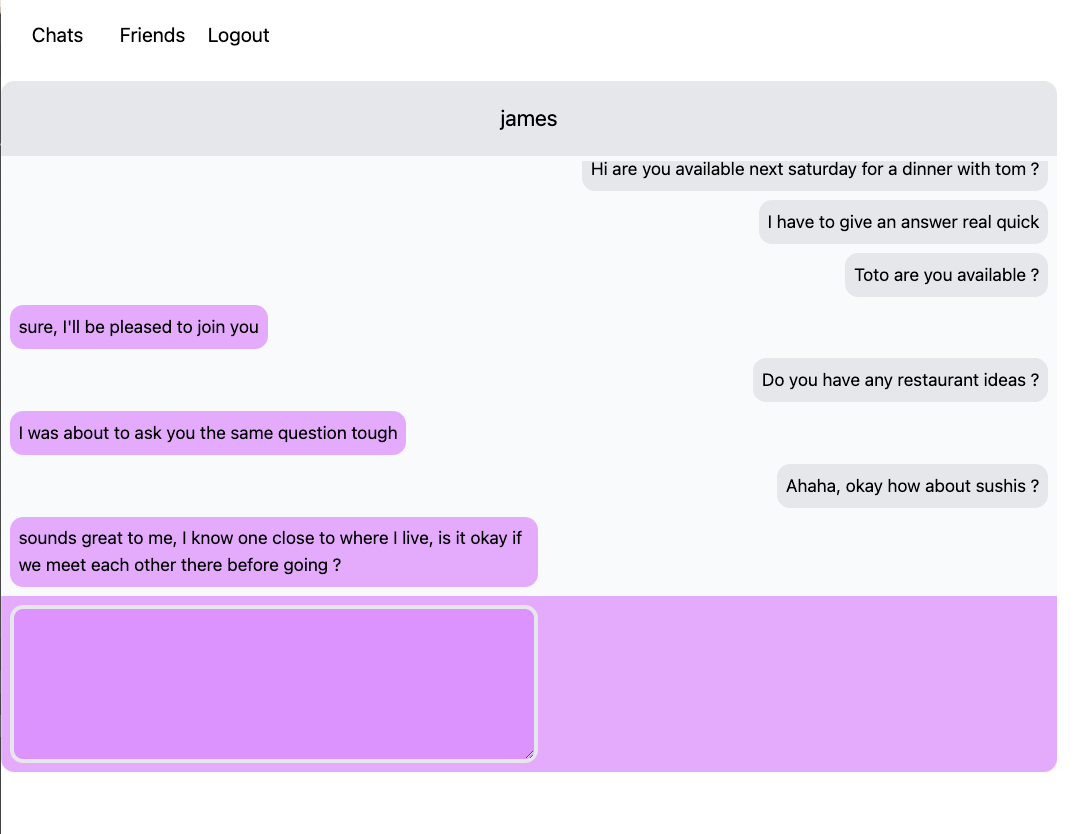 Chats Friends Logout
james
Hi are you available next saturday for a dinner with tom ?
I have to give an answer real quick
Toto are you available ?
sure, I'll be pleased to join you
Do you have any restaurant ideas ?
I was about to ask you the same question tough
Ahaha, okay how about sushis ?
sounds great to me, I know one close to where I live, is it okay if
we meet each other there before going ?